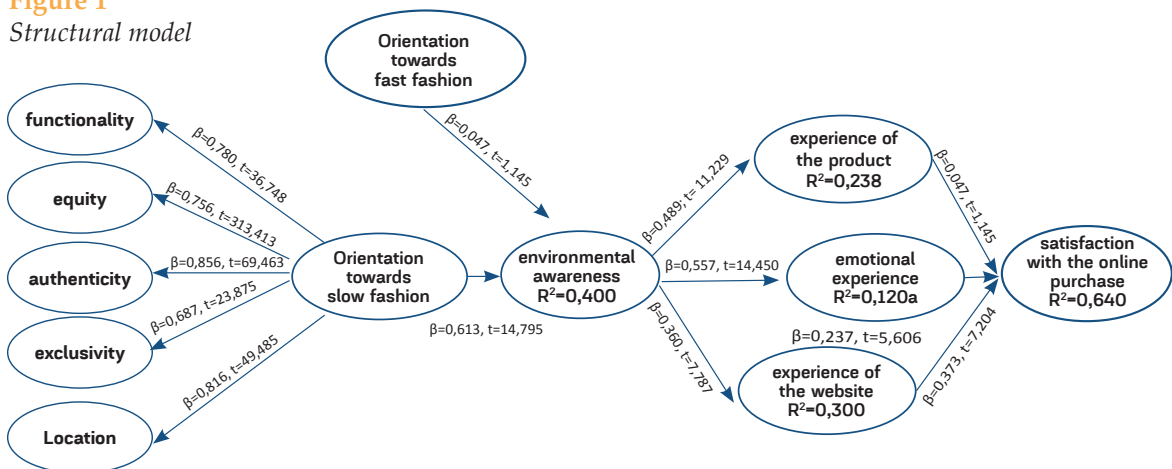 Figure 1
Structural model
Orientation
towards
fast fashion
functionality
equity
authenticity
exclusivity
Location
β=0,780, t=36,748
β=0,756, t=313,413
β=0,856, t=69,463
β=0,687, t=23,875
β=0,816, t=49,485
Orientation
towards
slow fashion
β=0,047, t=1,145
β=0,613, t=14,795
environmental
awareness
R²=0,400
β=0,489; t= 11,229
β=0,557, t=14,450
β=0,360, t=7,787
experience of
the product
R²=0,238
emotional
experience
R²=0,120a
experience of
the website
R²=0,300
β=0,047, t=1,145
β=0,237, t=5,606
β=0,373, t=7,204
satisfaction
with the online
purchase
R²=0,640